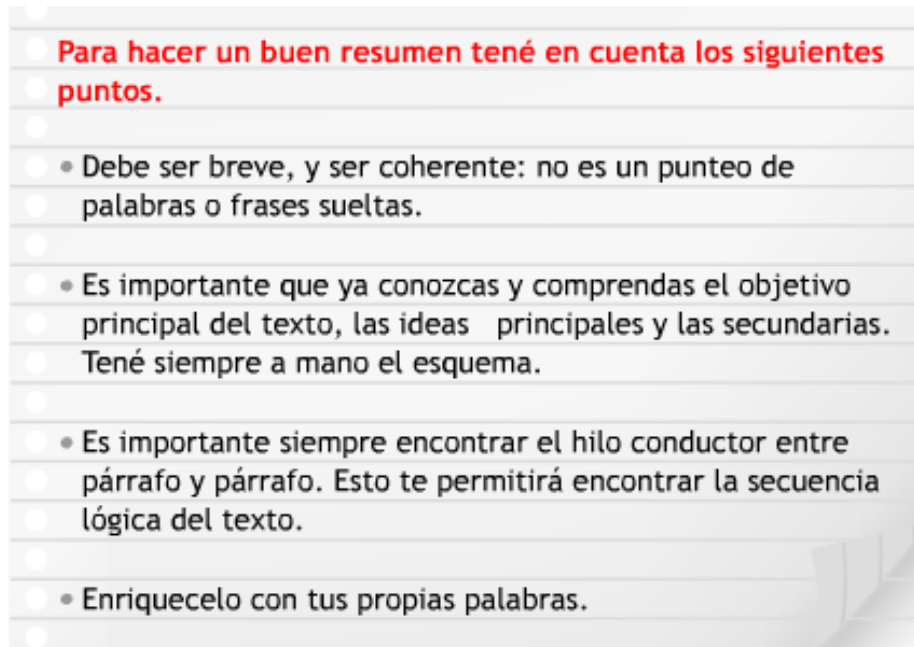 Para hacer un buen resumen tené en cuenta los siguientes
puntos.
• Debe ser breve, y ser coherente: no es un punteo de
palabras o frases sueltas.
• Es importante que ya conozcas y comprendas el objetivo
principal del texto, las ideas principales y las secundarias.
Tené siempre a mano el esquema.
• Es importante siempre encontrar el hilo conductor entre
párrafo y párrafo. Esto te permitirá encontrar la secuencia
lógica del texto.
• Enriquecelo con tus propias palabras.